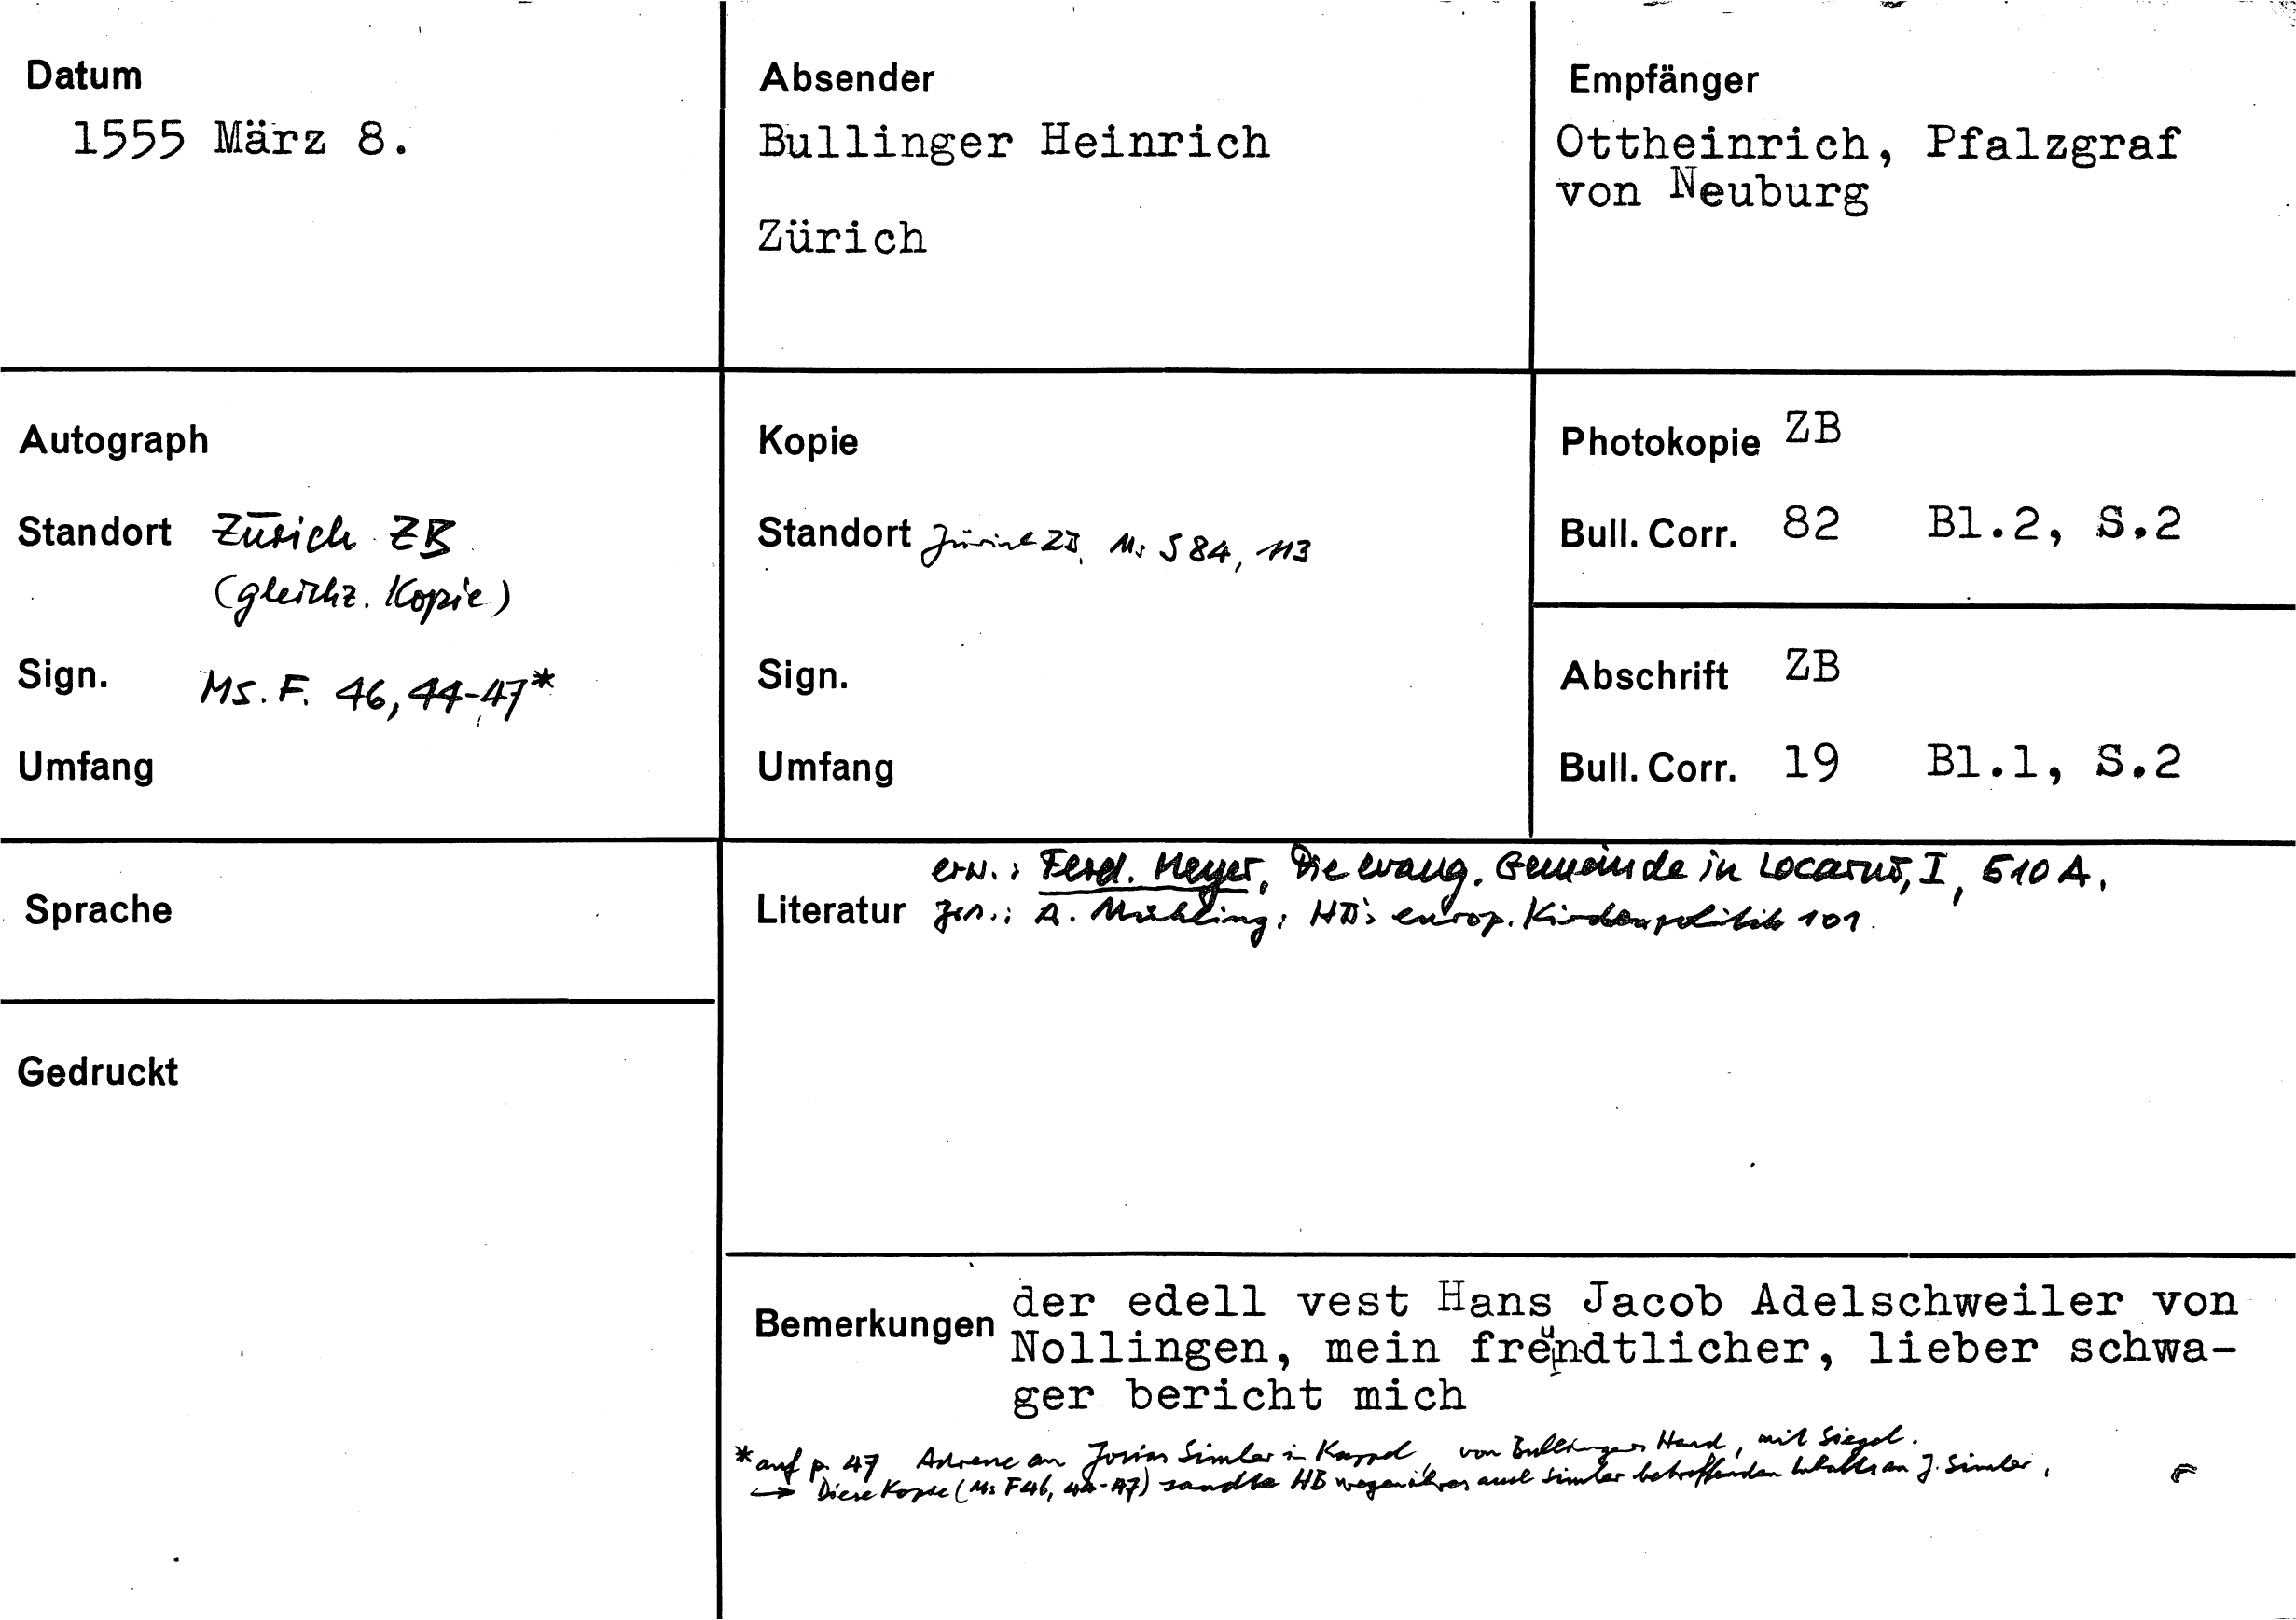 Datum
1555 März 8.
Absender
Bullinger Heinrich
Zürich
Empfänger
Ottheinrich, Pfalzgraf
von Neuburg
Autograph
Standort Zürich ZB
(gleichz. Kopie)
Sign. Ms. F. 46, 44-47*
Umfang
Kopie
Standort Zürich ZB, Ms S 84, 113
Sign.
Umfang
Photokopie ZB
Bull. Corr. 82 Bl.2, S.2
Abschrift ZB
Bull. Corr. 19 Bl.1, S.2
Sprache
Gedruckt
erw.: Ferd. Meyer, Die evang. Gemeinde in Locarno, I, 510 A.
Literatur A. Mühling, HB's europ. Kirchenpolitik 101.
Bemerkungen der edell vest Hans Jacob Adelschweiler von
Nollingen, mein freündtlicher, lieber schwa-
ger bericht mich
* auf p. 47 Adresse an Josias Simler in Kappel, von Bullingers Hand, mit Siegel.
→ Diese Kopie (Ms F46, 44-47) sandte HB wegen ihres auch Simler betreffenden Inhalts an J. Simler.